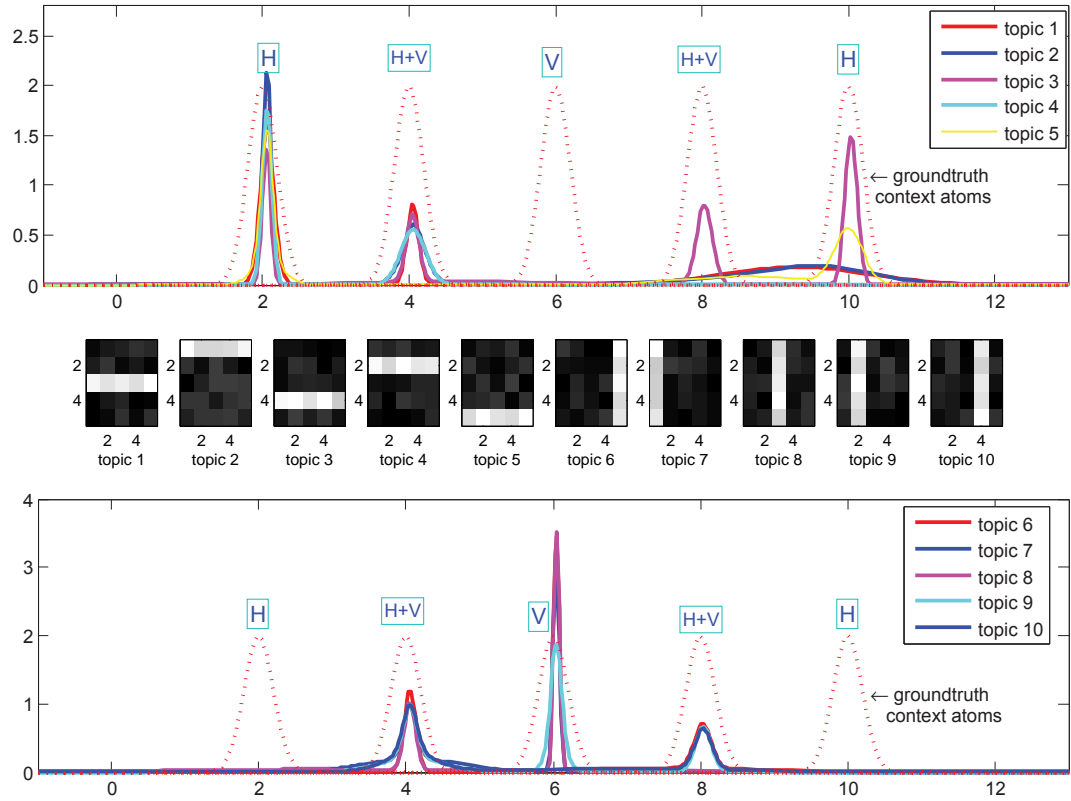 2.5
2
1.5
1
0.5
0
H
H+V
V
H+V
H
topic 1
topic 2
topic 3
topic 4
topic 5
← groundtruth
context atoms
0 2 4 6 8 10 12
2 2 2 2 2 2 2 2 2 2
4 4 4 4 4 4 4 4 4 4
2 4 2 4 2 4 2 4 2 4 2 4 2 4 2 4 2 4 2 4
topic 1 topic 2 topic 3 topic 4 topic 5 topic 6 topic 7 topic 8 topic 9 topic 10
4
3
2
1
0
H
H+V
V
H+V
H
topic 6
topic 7
topic 8
topic 9
topic 10
← groundtruth
context atoms
0 2 4 6 8 10 12